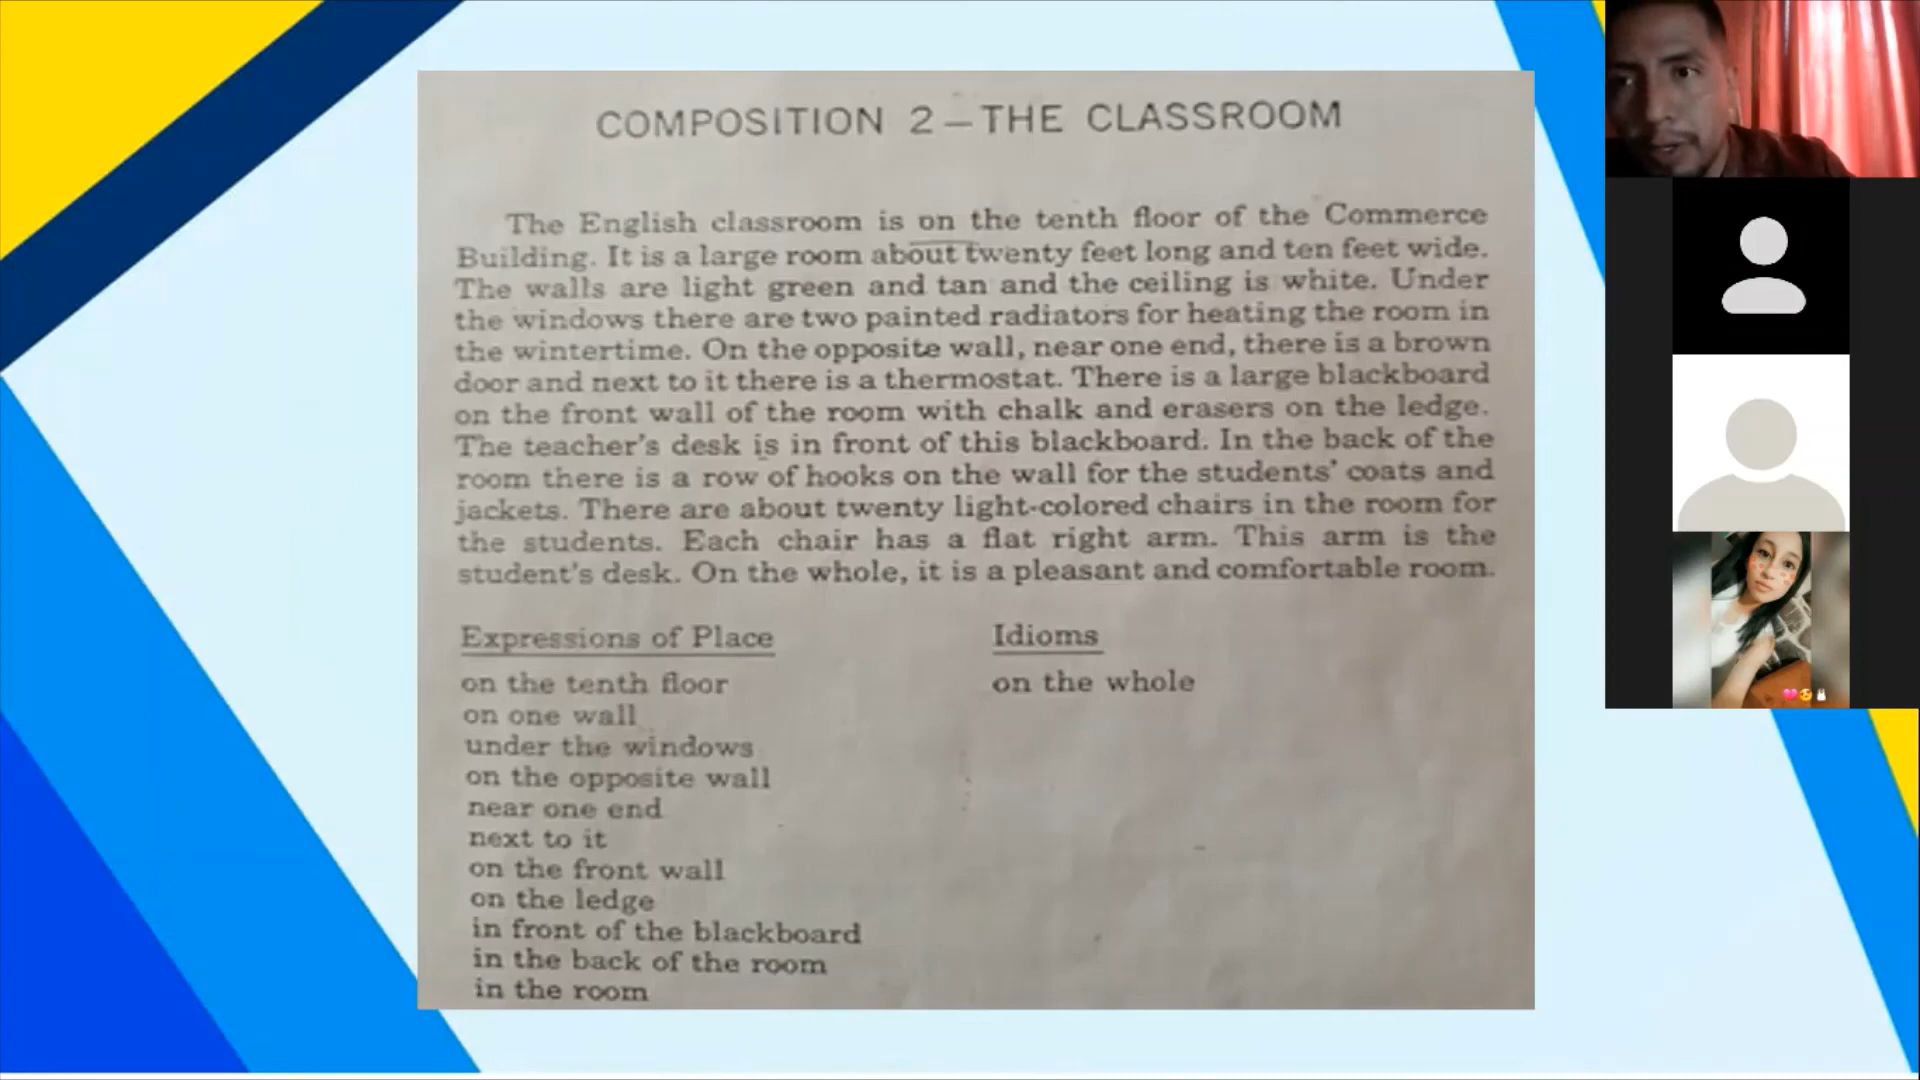 COMPOSITION 2 — THE CLASSROOM
The English classroom is on the tenth floor of the Commerce
Building. It is a large room about twenty feet long and ten feet wide.
The walls are light green and tan and the ceiling is white. Under
the windows there are two painted radiators for heating the room in
the wintertime. On the opposite wall, near one end, there is a brown
door and next to it there is a thermostat. There is a large blackboard
on the front wall of the room with chalk and erasers on the ledge.
The teacher's desk is in front of this blackboard. In the back of the
room there is a row of hooks on the wall for the students' coats and
jackets. There are about twenty light-colored chairs in the room for
the students. Each chair has a flat right arm. This arm is the
student's desk. On the whole, it is a pleasant and comfortable room.
Expressions of Place
on the tenth floor
on one wall
under the windows
on the opposite wall
near one end
next to it
on the front wall
on the ledge
in front of the blackboard
in the back of the room
in the room
Idioms
on the whole